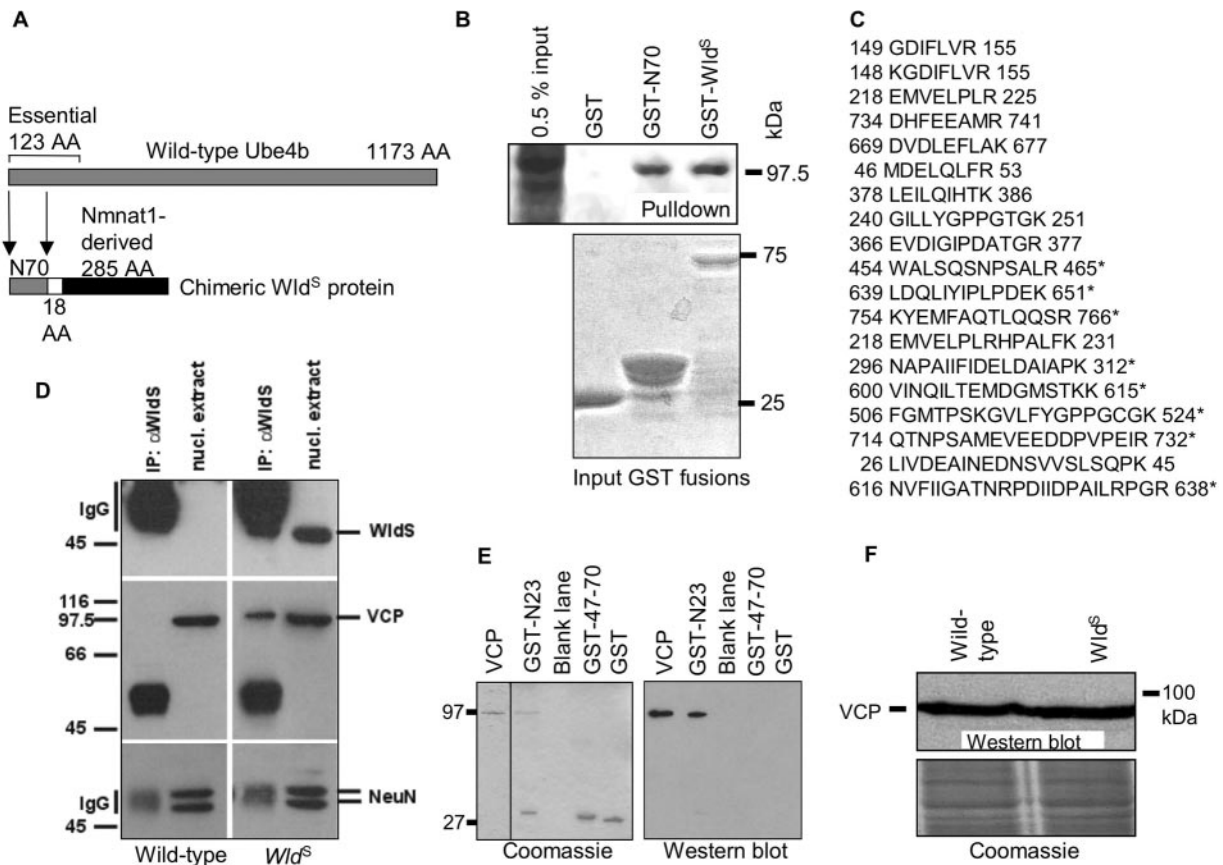 A
Essential
123 AA
Wild-type Ube4b
1173 AA
Nmnat1-
derived
N70
285 AA
Chimeric Wldˢ protein
18
AA
B
0.5 % input
GST
GST-N70
GST-Wldˢ
kDa
97.5
Pulldown
75
25
Input GST fusions
C
149 GDIFLVR 155
148 KGDIFLVR 155
218 EMVELPLR 225
734 DHFEEAMR 741
669 DVDLEFLAK 677
46 MDELQLFR 53
378 LEILQIHTK 386
240 GILLYGPPGTGK 251
366 EVDIGIPDATGR 377
454 WALSQSNPSALR 465*
639 LDQLIYIPLPDEK 651*
754 KYEMFAQTLQQSR 766*
218 EMVELPLRHPALFK 231
296 NAPAIIFIDELDAIAPK 312*
600 VINQILTEMDGMSTKK 615*
506 FGMTPSKGVLFYGPPGCGK 524*
714 QTNPSAMEVEEDDPVPEIR 732*
26 LIVDEAINEDNSVVSLSQPK 45
616 NVFIIGATNRPDIIDPAILRPGR 638*
D
IP: αWldS
nucl. extract
IP: αWldS
nucl. extract
IgG
45
WldS
116
97.5
VCP
66
45
IgG
NeuN
45
Wild-type
Wldˢ
E
VCP
GST-N23
Blank lane
GST-47-70
GST
VCP
GST-N23
Blank lane
GST-47-70
GST
97
27
Coomassie
Western blot
F
Wild-
type
Wldˢ
100
kDa
VCP
Western blot
Coomassie